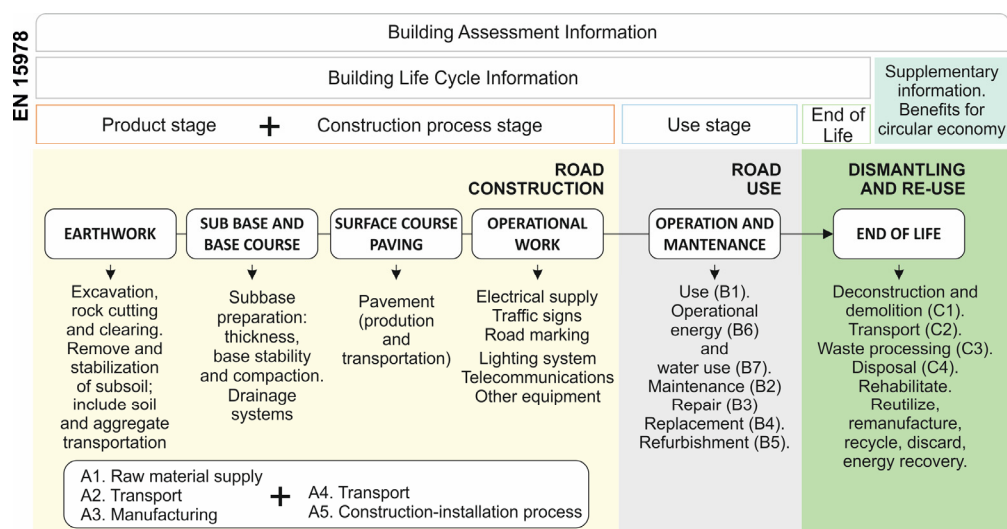 EN 15978
Building Assessment Information
Building Life Cycle Information
Supplementary
information.
Benefits for
circular economy
Product stage + Construction process stage
Use stage
End of
Life
ROAD
CONSTRUCTION
ROAD
USE
DISMANTLING
AND RE-USE
EARTHWORK
SUB BASE AND
BASE COURSE
SURFACE COURSE
PAVING
OPERATIONAL
WORK
OPERATION AND
MANTENANCE
END OF LIFE
Excavation,
rock cutting
and clearing.
Remove and
stabilization
of subsoil;
include soil
and aggregate
transportation
Subbase
preparation:
thickness,
base stability
and compaction.
Drainage
systems
Pavement
(prodution
and
transportation)
Electrical supply
Traffic signs
Road marking
Lighting system
Telecommunications
Other equipment
Use (B1).
Operational
energy (B6)
and
water use (B7).
Maintenance (B2)
Repair (B3)
Replacement (B4).
Refurbishment (B5).
Deconstruction and
demolition (C1).
Transport (C2).
Waste processing (C3).
Disposal (C4).
Rehabilitate.
Reutilize,
remanufacture,
recycle, discard,
energy recovery.
A1. Raw material supply
A2. Transport
A3. Manufacturing
+
A4. Transport
A5. Construction-installation process